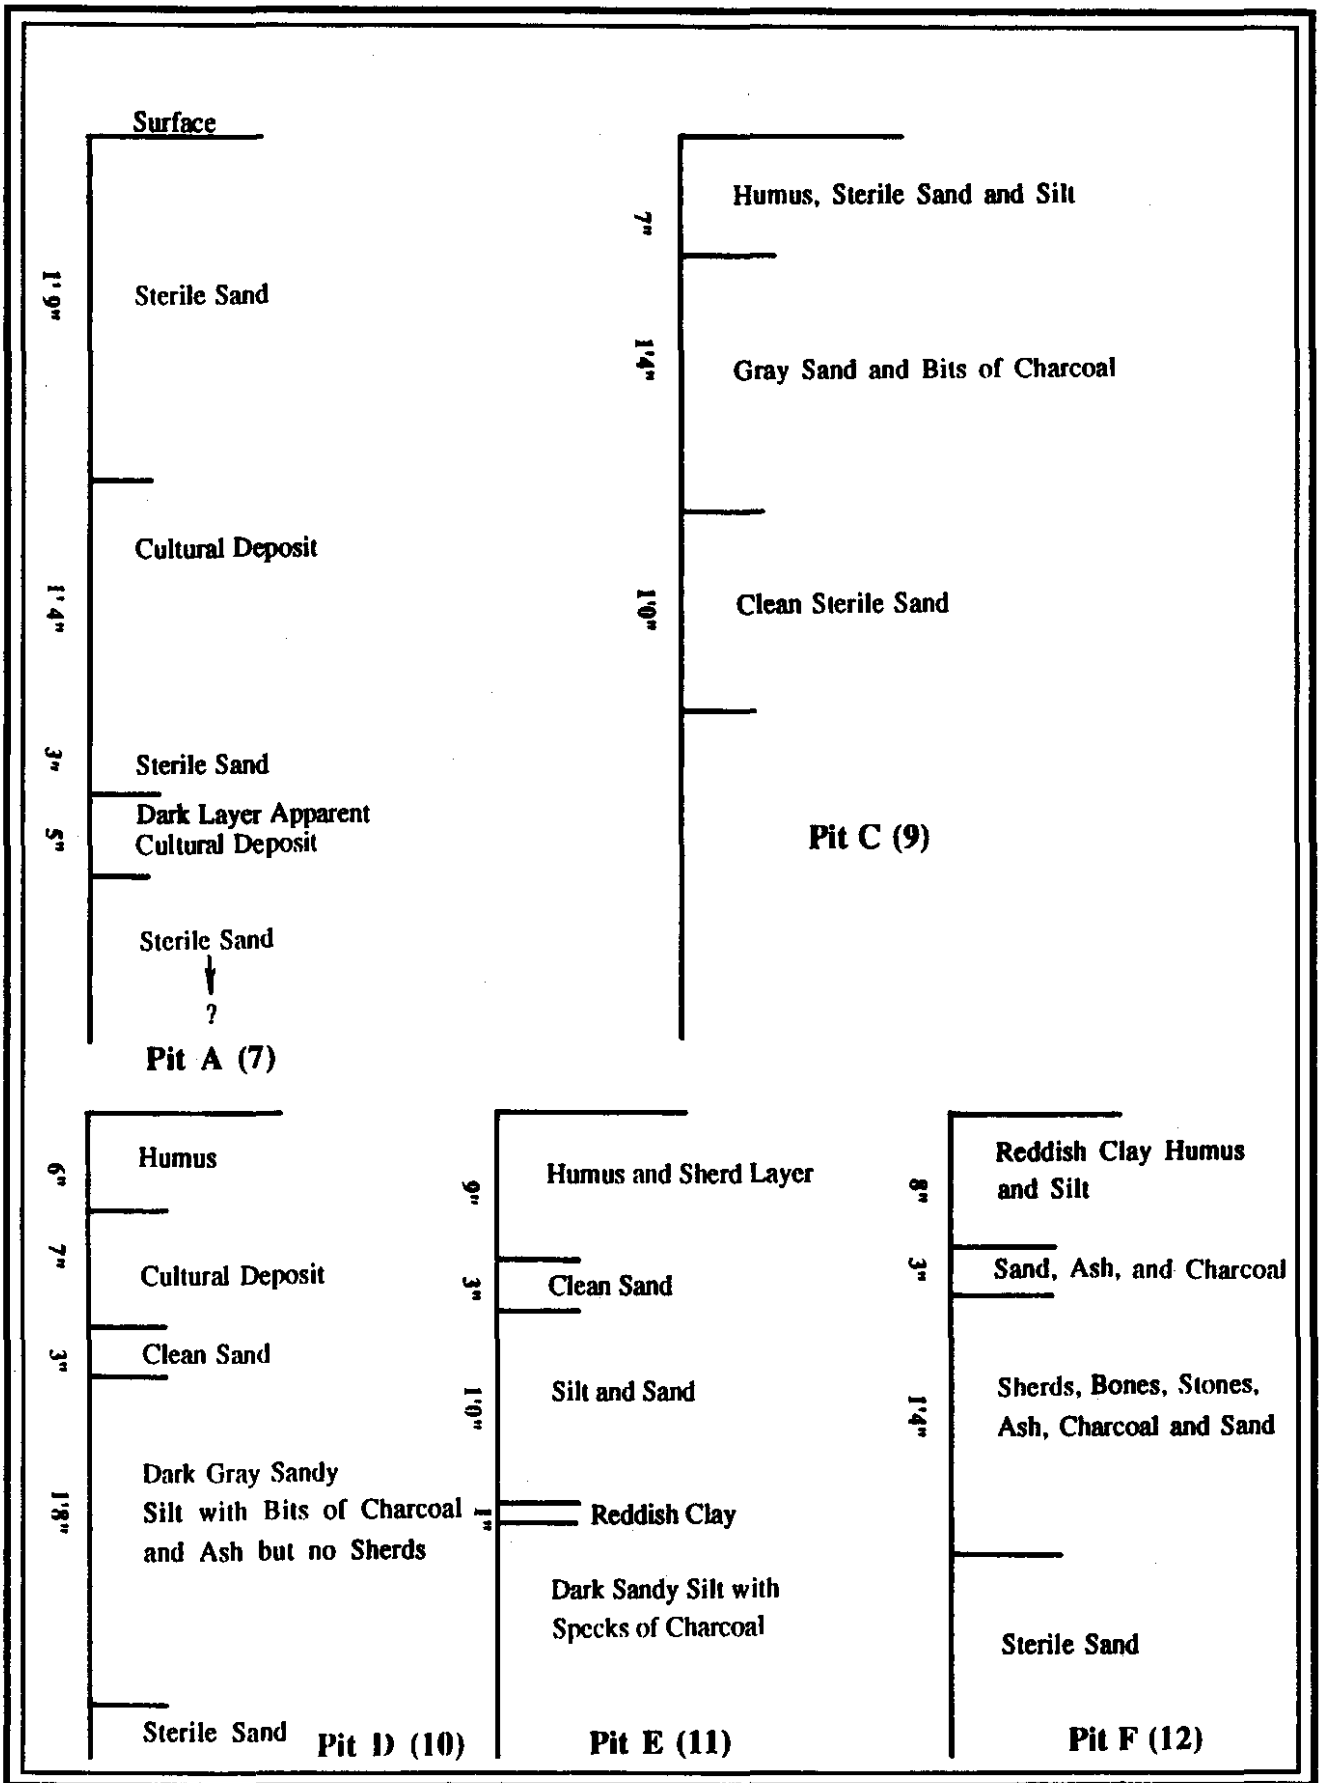 Surface
1'9"
Sterile Sand
1'4"
Cultural Deposit
3"
Sterile Sand
5"
Dark Layer Apparent
Cultural Deposit
Sterile Sand
?
Pit A (7)
7"
Humus, Sterile Sand and Silt
1'4"
Gray Sand and Bits of Charcoal
1'0"
Clean Sterile Sand
Pit C (9)
6"
Humus
7"
Cultural Deposit
3"
Clean Sand
1'8"
Dark Gray Sandy
Silt with Bits of Charcoal
and Ash but no Sherds
Sterile Sand
Pit D (10)
9"
Humus and Sherd Layer
3"
Clean Sand
1'0"
Silt and Sand
1"
Reddish Clay
Dark Sandy Silt with
Specks of Charcoal
Pit E (11)
8"
Reddish Clay Humus
and Silt
3"
Sand, Ash, and Charcoal
1'4"
Sherds, Bones, Stones,
Ash, Charcoal and Sand
Sterile Sand
Pit F (12)